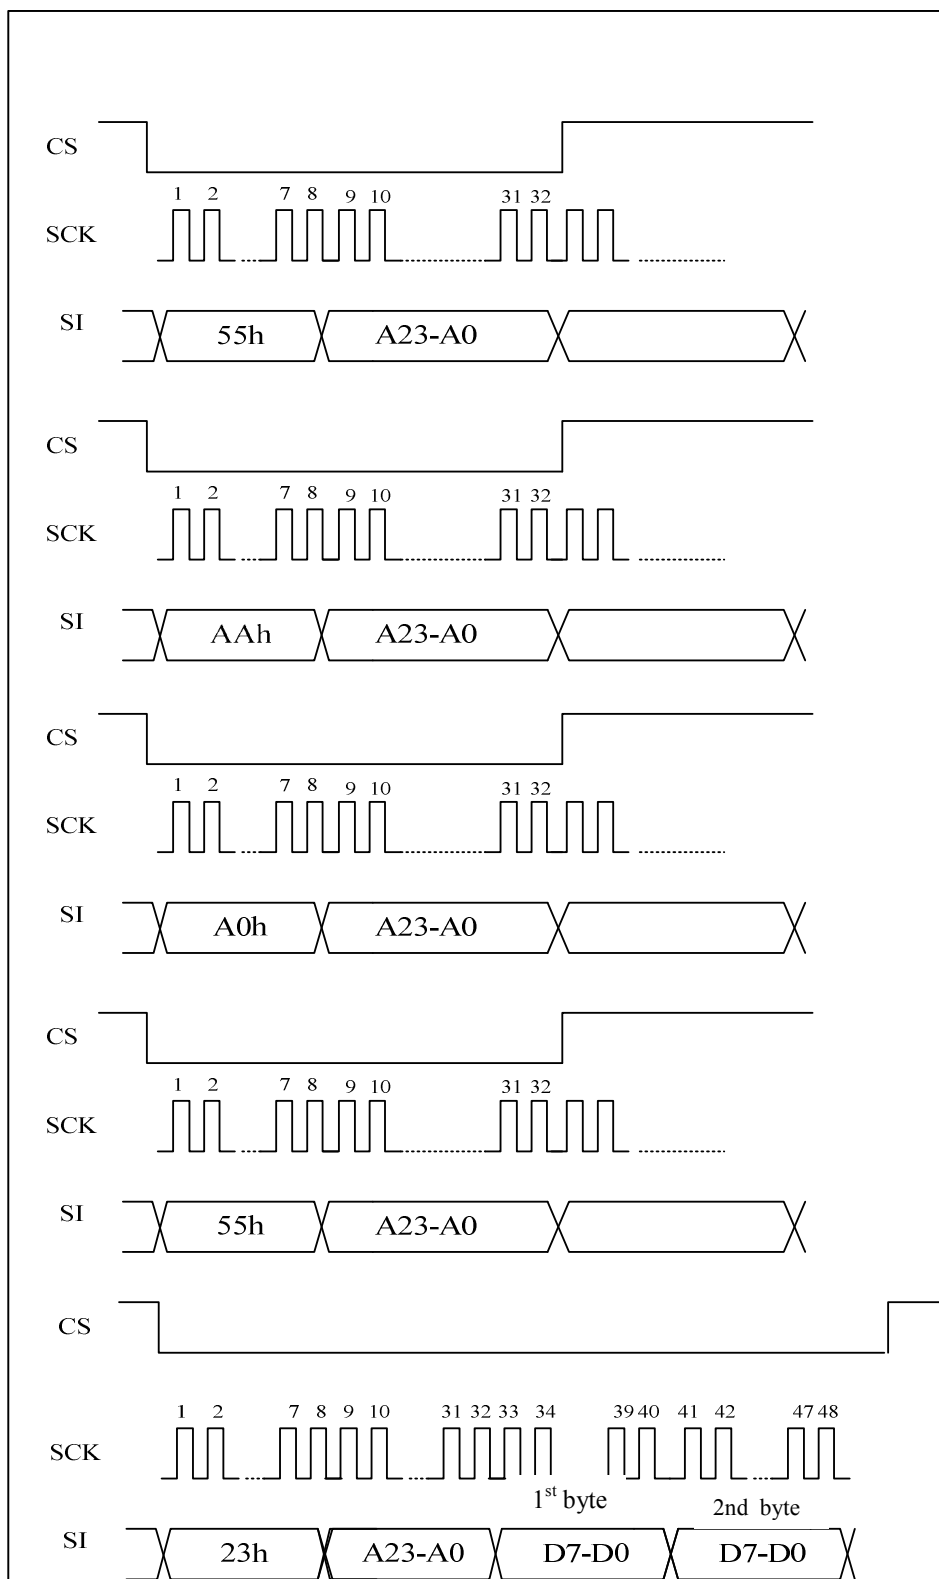 CS
1 2 7 8 9 10 31 32
SCK
SI 55h A23-A0
CS
1 2 7 8 9 10 31 32
SCK
SI AAh A23-A0
CS
1 2 7 8 9 10 31 32
SCK
SI A0h A23-A0
CS
1 2 7 8 9 10 31 32
SCK
SI 55h A23-A0
CS
1 2 7 8 9 10 31 32 33 34 39 40 41 42 47 48
SCK
1st byte 2nd byte
SI 23h A23-A0 D7-D0 D7-D0